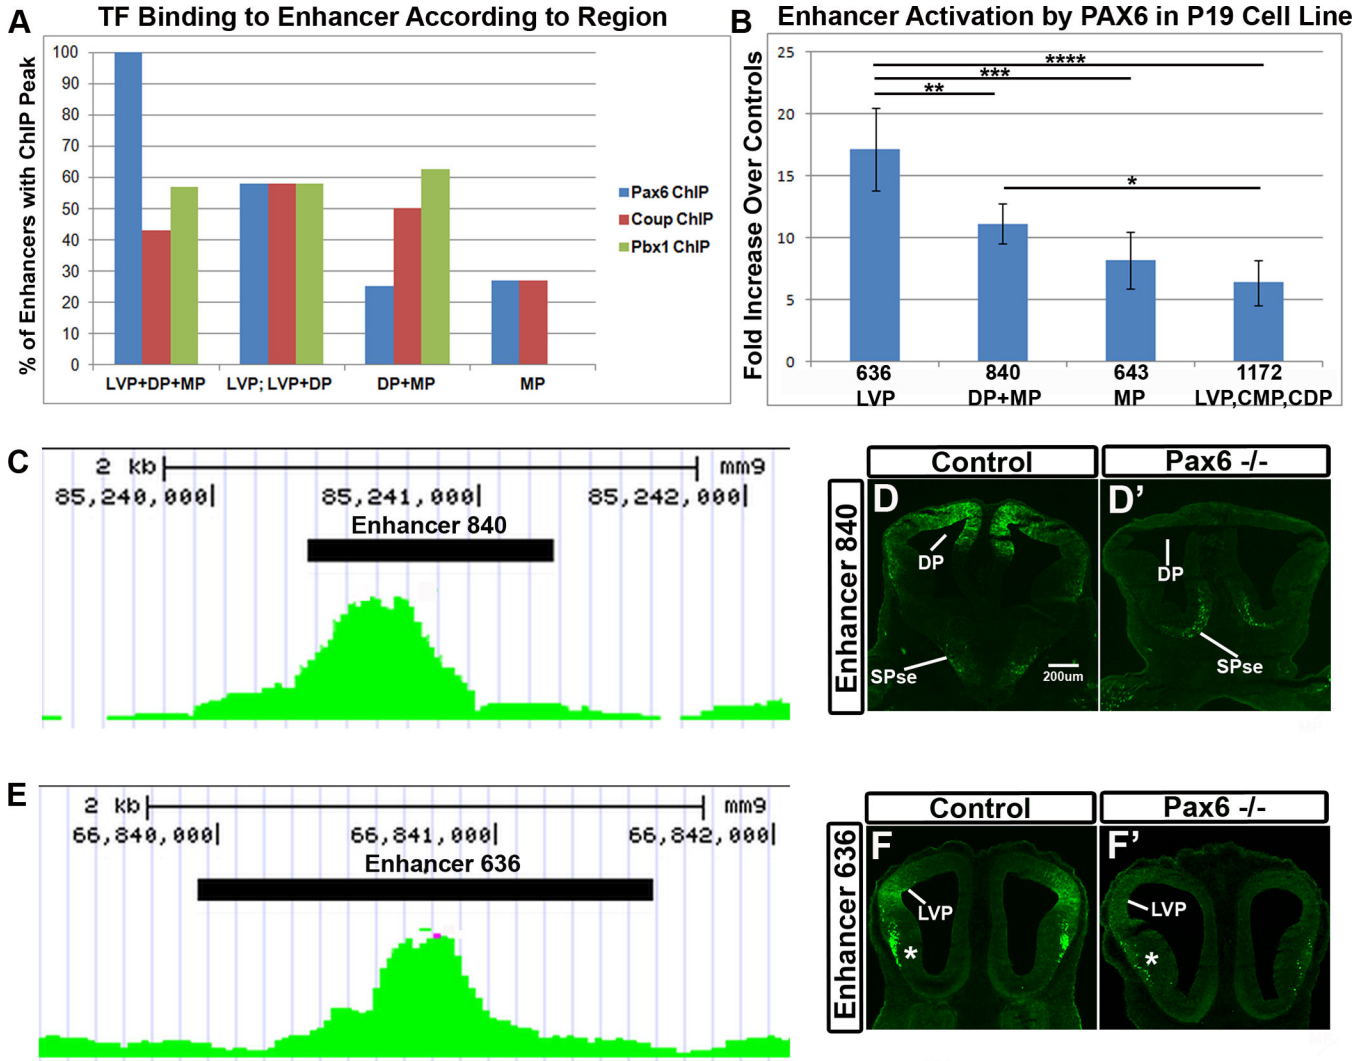 A
TF Binding to Enhancer According to Region
% of Enhancers with ChIP Peak
100
90
80
70
60
50
40
30
20
10
0
LVP+DP+MP
LVP; LVP+DP
DP+MP
MP
Pax6 ChIP
Coup ChIP
Pbx1 ChIP
B
Enhancer Activation by PAX6 in P19 Cell Line
Fold Increase Over Controls
25
20
15
10
5
0
****
***
**
*
636
LVP
840
DP+MP
643
MP
1172
LVP,CMP,CDP
C
2 kb
mm9
85,240,000|
85,241,000|
85,242,000|
Enhancer 840
Enhancer 840
Control
Pax6 -/-
D
DP
SPse
200um
D’
DP
SPse
E
2 kb
mm9
66,840,000|
66,841,000|
66,842,000|
Enhancer 636
Enhancer 636
Control
Pax6 -/-
F
LVP
*
F’
LVP
*